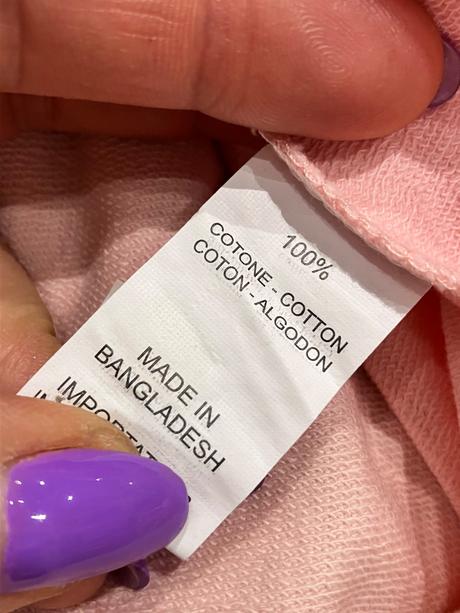 100%
COTONE - COTTON
COTON - ALGODON
MADE IN
BANGLADESH